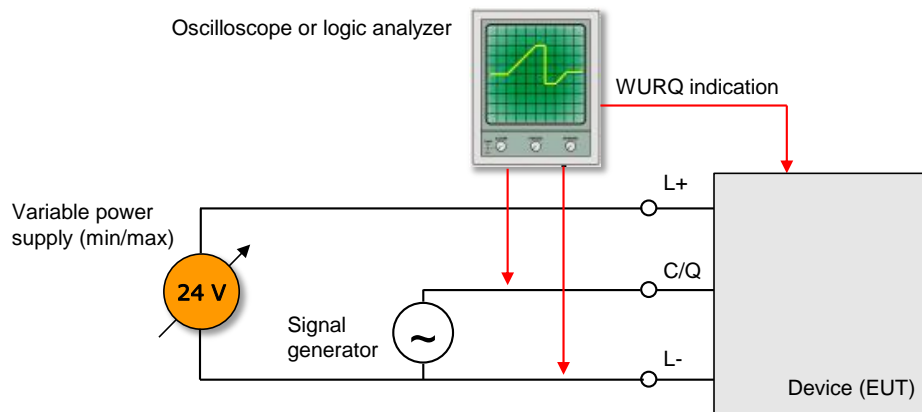 Oscilloscope or logic analyzer
WURQ indication
L+
Variable power
supply (min/max)
24 V
C/Q
Signal
generator
~
L-
Device (EUT)